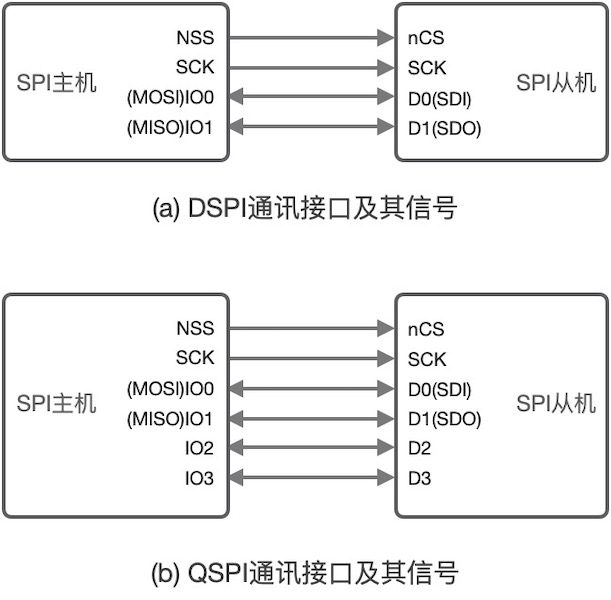 NSS nCS
SCK SCK
SPI主机 SPI从机
(MOSI)IO0 D0(SDI)
(MISO)IO1 D1(SDO)
(a) DSPI通讯接口及其信号
NSS nCS
SCK SCK
(MOSI)IO0 D0(SDI)
SPI主机 SPI从机
(MISO)IO1 D1(SDO)
IO2 D2
IO3 D3
(b) QSPI通讯接口及其信号